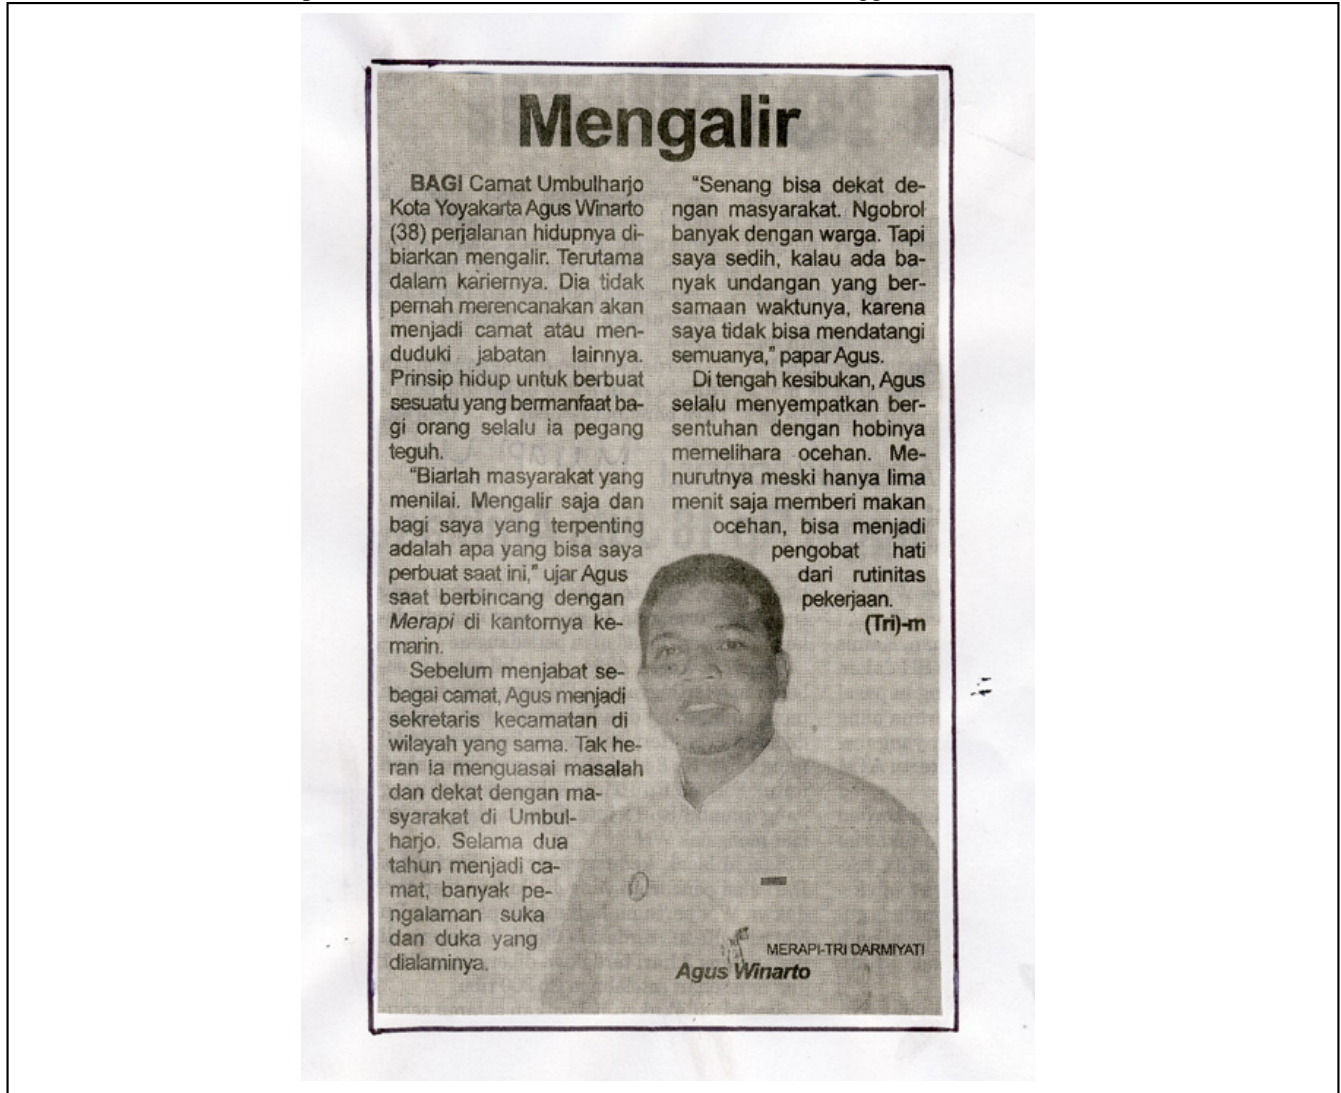 Mengalir
BAGI Camat Umbulharjo
Kota Yoyakarta Agus Winarto
(38) perjalanan hidupnya di-
biarkan mengalir. Terutama
dalam kariernya. Dia tidak
pernah merencanakan akan
menjadi camat atau men-
duduki jabatan lainnya.
Prinsip hidup untuk berbuat
sesuatu yang bermanfaat ba-
gi orang selalu ia pegang
teguh.
“Biarlah masyarakat yang
menilai. Mengalir saja dan
bagi saya yang terpenting
adalah apa yang bisa saya
perbuat saat ini,” ujar Agus
saat berbincang dengan
Merapi di kantornya ke-
marin.
Sebelum menjabat se-
bagai camat, Agus menjadi
sekretaris kecamatan di
wilayah yang sama. Tak he-
ran ia menguasai masalah
dan dekat dengan ma-
syarakat di Umbul-
harjo. Selama dua
tahun menjadi ca-
mat, banyak pe-
ngalaman suka
dan duka yang
dialaminya.
“Senang bisa dekat de-
ngan masyarakat. Ngobrol
banyak dengan warga. Tapi
saya sedih, kalau ada ba-
nyak undangan yang ber-
samaan waktunya, karena
saya tidak bisa mendatangi
semuanya,” papar Agus.
Di tengah kesibukan, Agus
selalu menyempatkan ber-
sentuhan dengan hobinya
memelihara ocehan. Me-
nurutnya meski hanya lima
menit saja memberi makan
ocehan, bisa menjadi
pengobat hati
dari rutinitas
pekerjaan.
(Tri)-m
MERAPI-TRI DARMIYATI
Agus Winarto